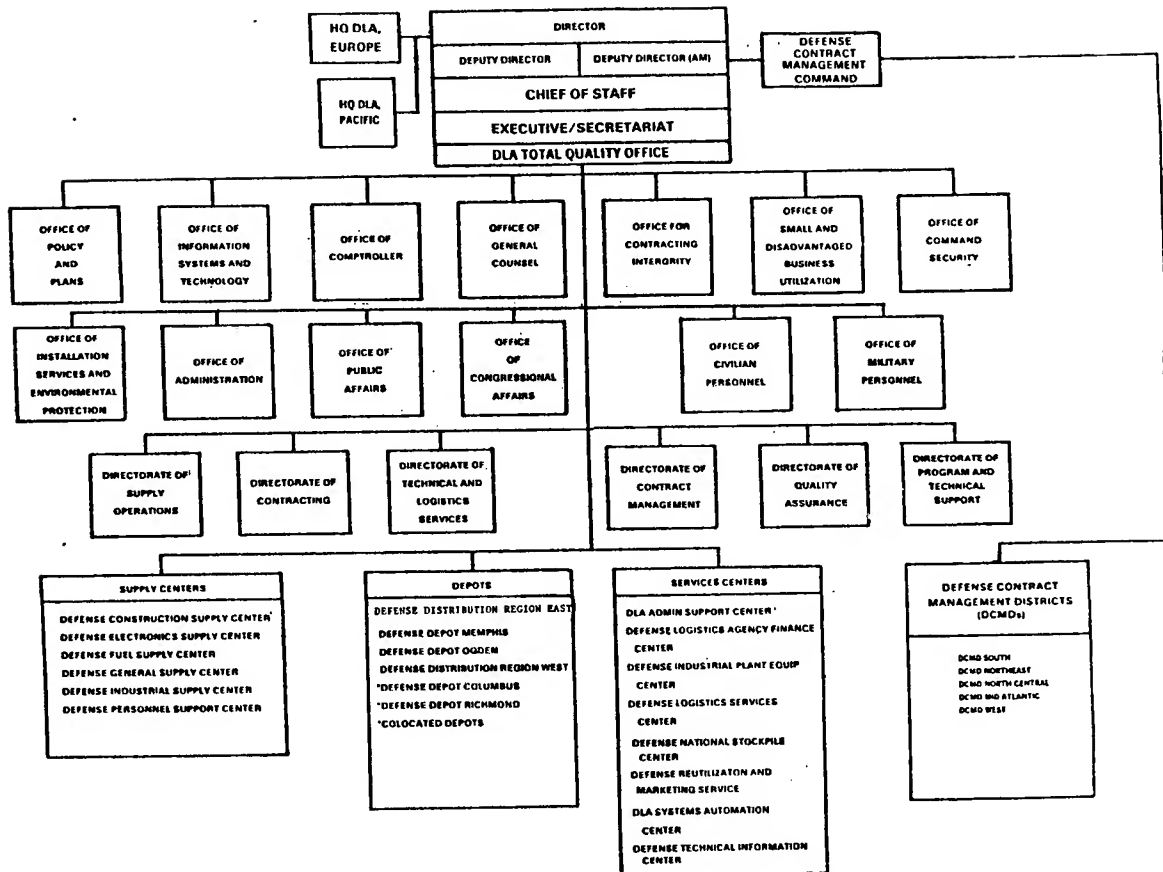 HQ DLA,
EUROPE
HQ DLA,
PACIFIC
DIRECTOR
DEPUTY DIRECTOR
DEPUTY DIRECTOR (AM)
CHIEF OF STAFF
EXECUTIVE/SECRETARIAT
DLA TOTAL QUALITY OFFICE
DEFENSE
CONTRACT
MANAGEMENT
COMMAND
OFFICE OF
POLICY
AND
PLANS
OFFICE OF
INFORMATION
SYSTEMS AND
TECHNOLOGY
OFFICE OF
COMPTROLLER
OFFICE
OF
GENERAL
COUNSEL
OFFICE FOR
CONTRACTING
INTERGRITY
OFFICE OF
SMALL AND
DISADVANTAGED
BUSINESS
UTILIZATION
OFFICE OF
COMMAND
SECURITY
OFFICE OF
INSTALLATION
SERVICES AND
ENVIRONMENTAL
PROTECTION
OFFICE OF
ADMINISTRATION
OFFICE OF
PUBLIC
AFFAIRS
OFFICE
OF
CONGRESSIONAL
AFFAIRS
OFFICE OF
CIVILIAN
PERSONNEL
OFFICE OF
MILITARY
PERSONNEL
DIRECTORATE OF
SUPPLY
OPERATIONS
DIRECTORATE OF
CONTRACTING
DIRECTORATE OF
TECHNICAL AND
LOGISTICS
SERVICES
DIRECTORATE OF
CONTRACT
MANAGEMENT
DIRECTORATE OF
QUALITY
ASSURANCE
DIRECTORATE OF
PROGRAM AND
TECHNICAL
SUPPORT
SUPPLY CENTERS
DEFENSE CONSTRUCTION SUPPLY CENTER
DEFENSE ELECTRONICS SUPPLY CENTER
DEFENSE FUEL SUPPLY CENTER
DEFENSE GENERAL SUPPLY CENTER
DEFENSE INDUSTRIAL SUPPLY CENTER
DEFENSE PERSONNEL SUPPORT CENTER
DEPOTS
DEFENSE DISTRIBUTION REGION EAST
DEFENSE DEPOT MEMPHIS
DEFENSE DEPOT OGDEN
DEFENSE DISTRIBUTION REGION WEST
*DEFENSE DEPOT COLUMBUS
*DEFENSE DEPOT RICHMOND
*COLOCATED DEPOTS
SERVICES CENTERS
DLA ADMIN SUPPORT CENTER
DEFENSE LOGISTICS AGENCY FINANCE
CENTER
DEFENSE INDUSTRIAL PLANT EQUIP
CENTER
DEFENSE LOGISTICS SERVICES
CENTER
DEFENSE NATIONAL STOCKPILE
CENTER
DEFENSE REUTILIZATON AND
MARKETING SERVICE
DLA SYSTEMS AUTOMATION
CENTER
DEFENSE TECHNICAL INFORMATION
CENTER
DEFENSE CONTRACT
MANAGEMENT DISTRICTS
(DCMDs)
DCMD SOUTH
DCMD NORTHEAST
DCMD NORTH CENTRAL
DCMD MID ATLANTIC
DCMD WEST